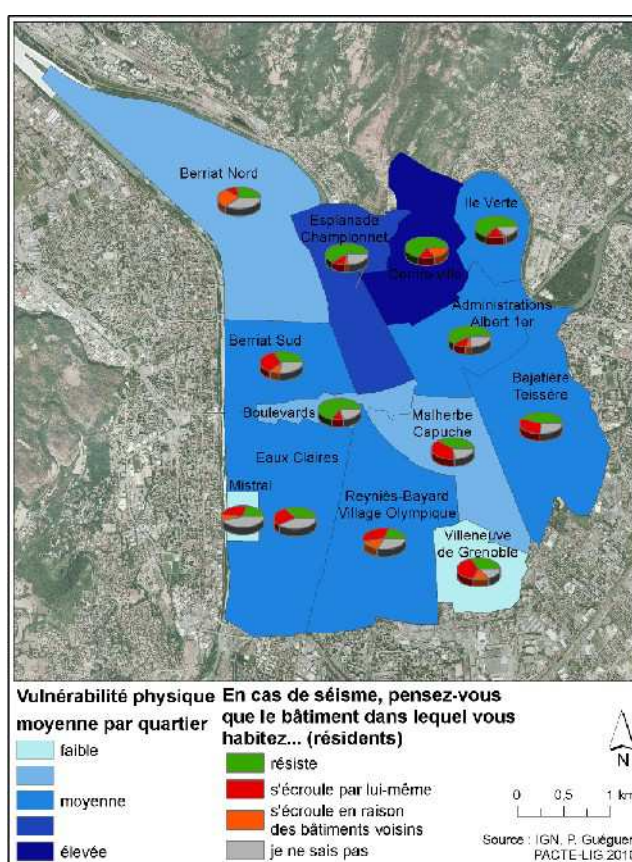 Berriat Nord
Ile Verte
Esplanade
Championnet
Centre-ville
Administrations
Albert 1er
Berriat Sud
Bajatière
Teissère
Boulevards
Malherbe
Capuche
Eaux Claires
Mistral
Reyniès-Bayard
Village Olympique
Villeneuve
de Grenoble
Vulnérabilité physique
moyenne par quartier
faible
moyenne
élevée
En cas de séisme, pensez-vous
que le bâtiment dans lequel vous
habitez... (résidents)
résiste
s'écroule par lui-même
s'écroule en raison
des bâtiments voisins
je ne sais pas
N
0 0.5 1 km
Source : IGN, P. Guéguen
PACTE-LIG 2010